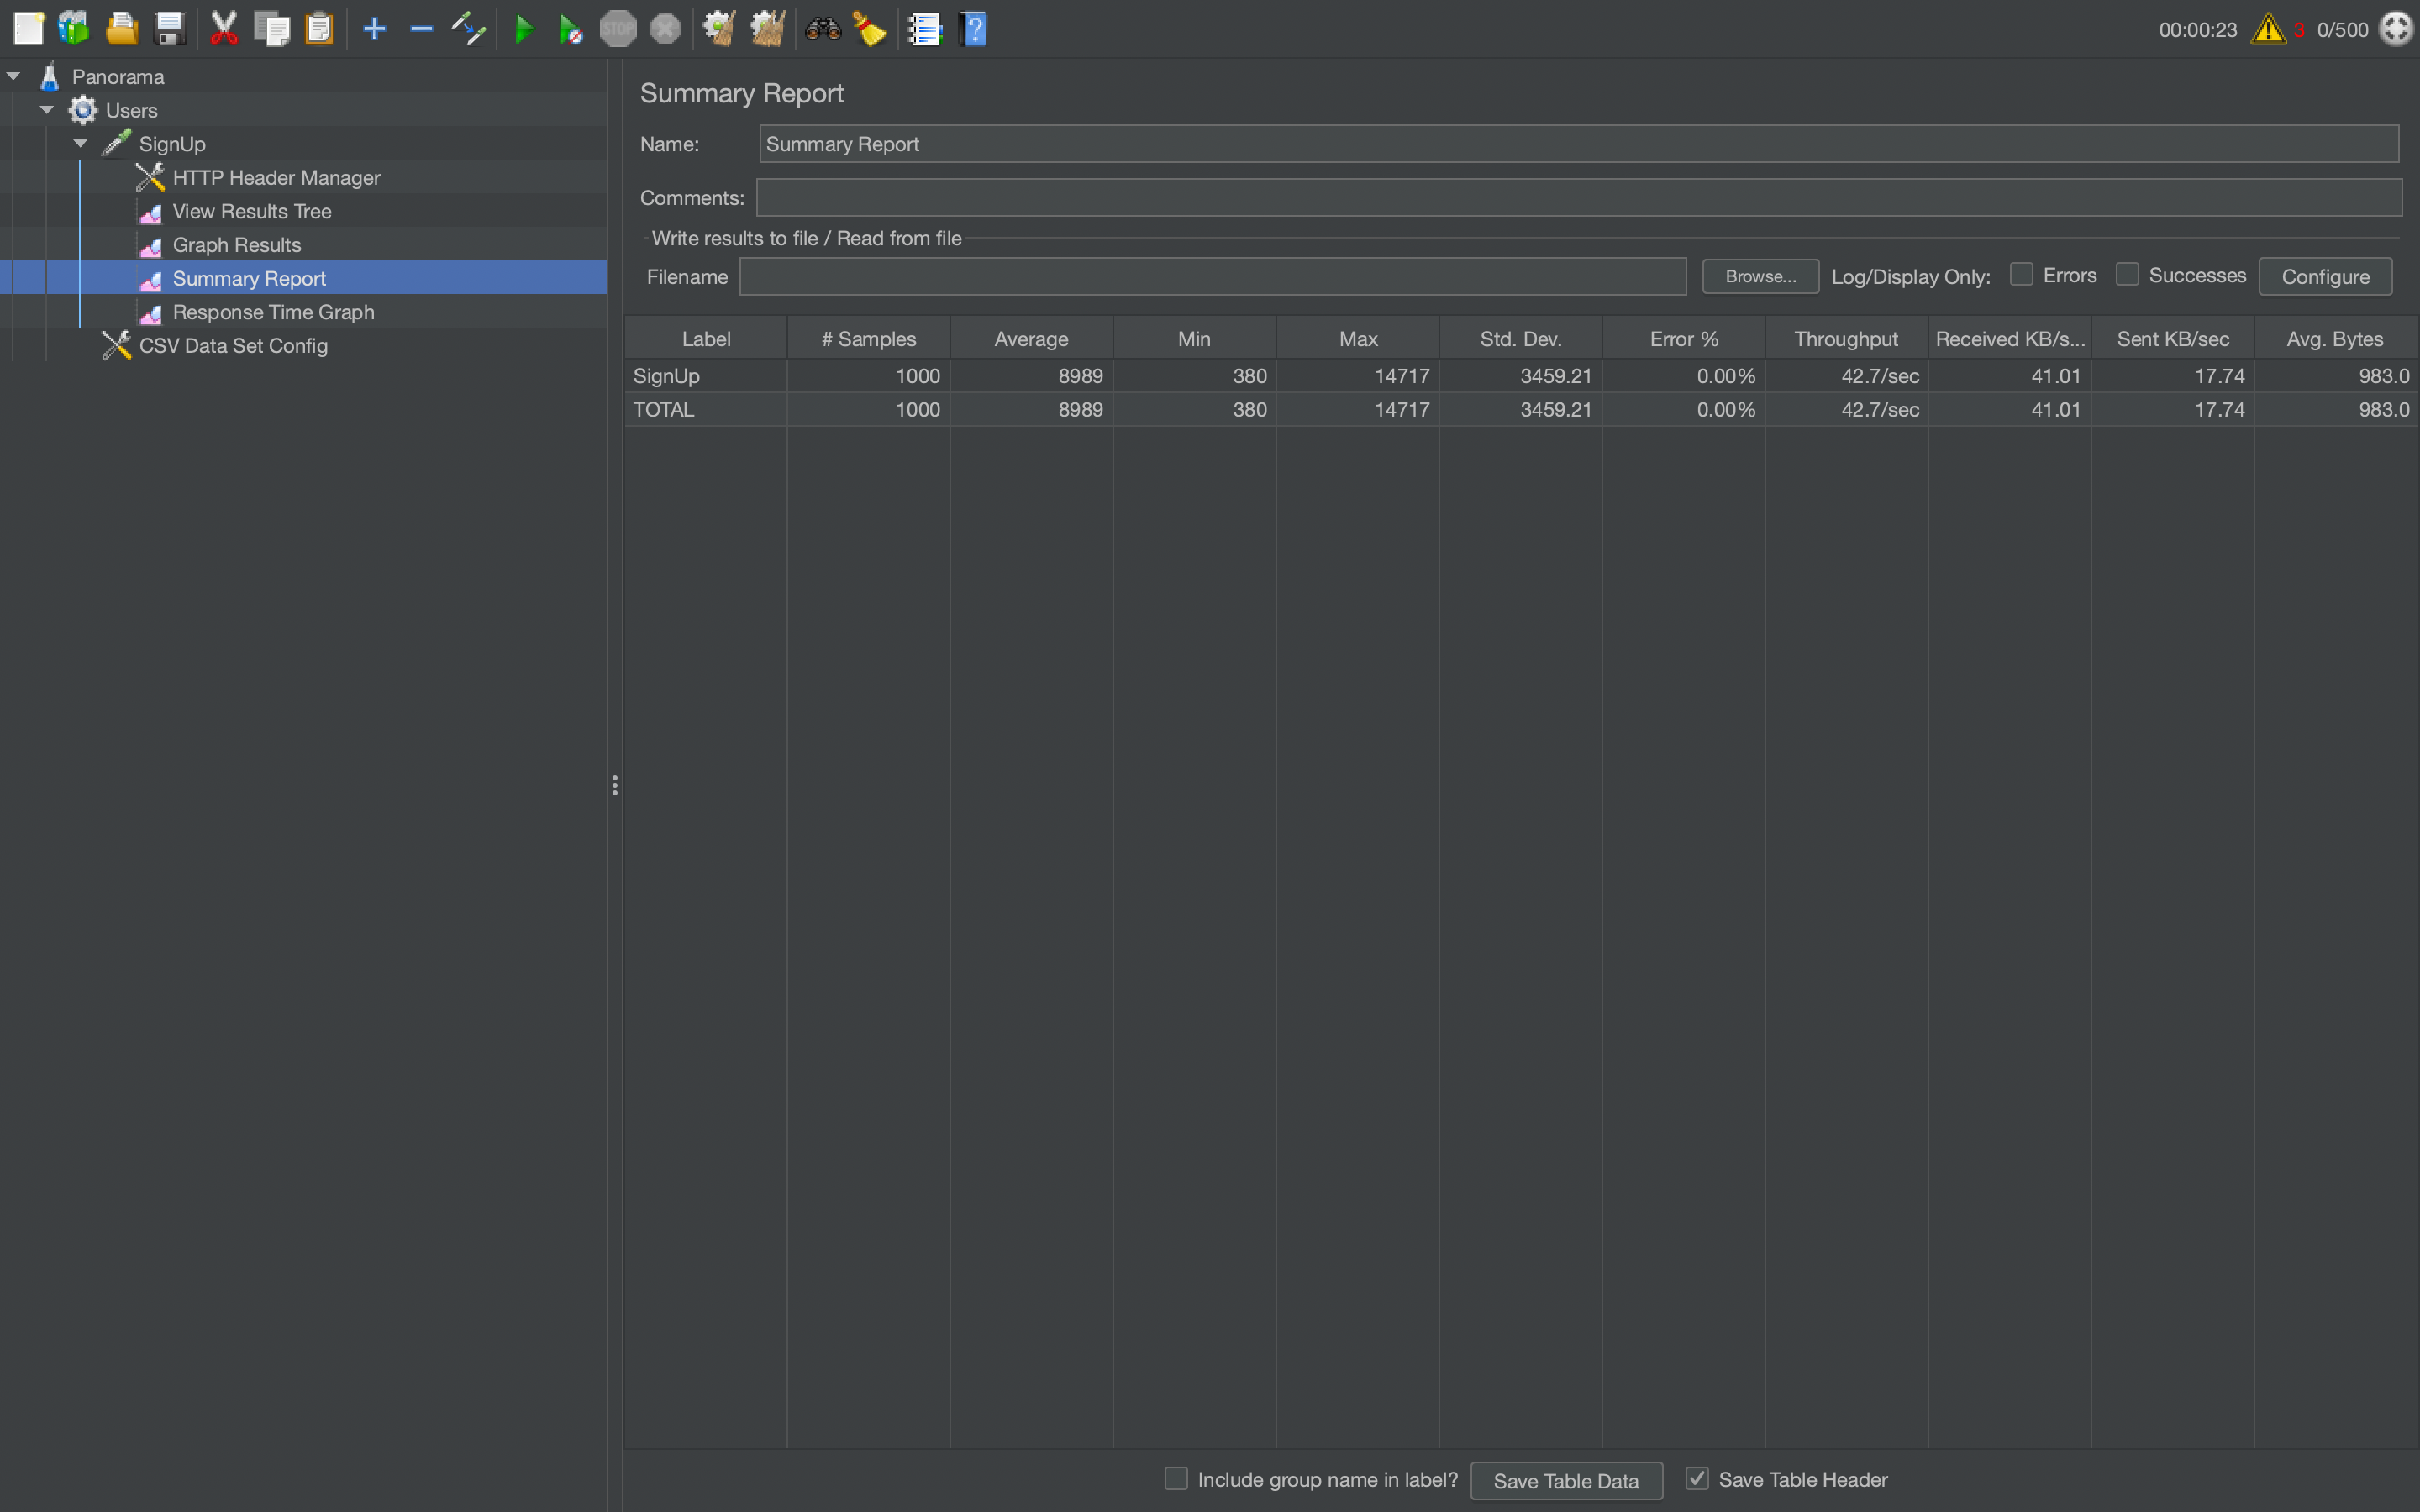 STOP
00:00:23 3 0/500
Panorama
Users
SignUp
HTTP Header Manager
View Results Tree
Graph Results
Summary Report
Response Time Graph
CSV Data Set Config
Summary Report
Name: Summary Report
Comments:
Write results to file / Read from file
Filename Browse... Log/Display Only: Errors Successes Configure
Label # Samples Average Min Max Std. Dev. Error % Throughput Received KB/s... Sent KB/sec Avg. Bytes
SignUp 1000 8989 380 14717 3459.21 0.00% 42.7/sec 41.01 17.74 983.0
TOTAL 1000 8989 380 14717 3459.21 0.00% 42.7/sec 41.01 17.74 983.0
Include group name in label? Save Table Data Save Table Header